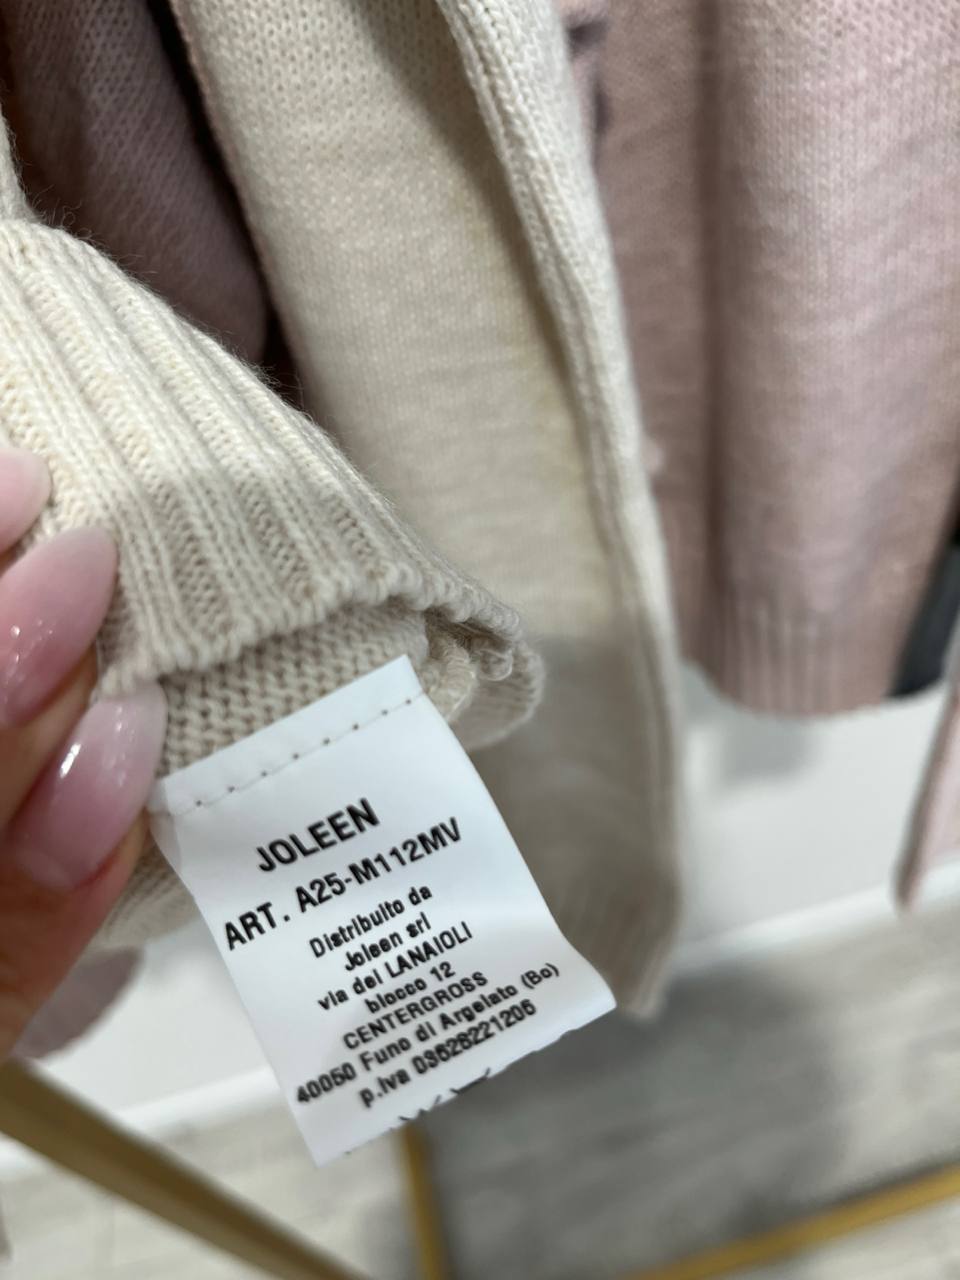 JOLEEN
ART. A25-M112MV
Distribuito da
Joleen srl
via dei LANAIOLI
blocco 12
CENTERGROSS
40050 Funo di Argelato (Bo)
p.iva 03628221206